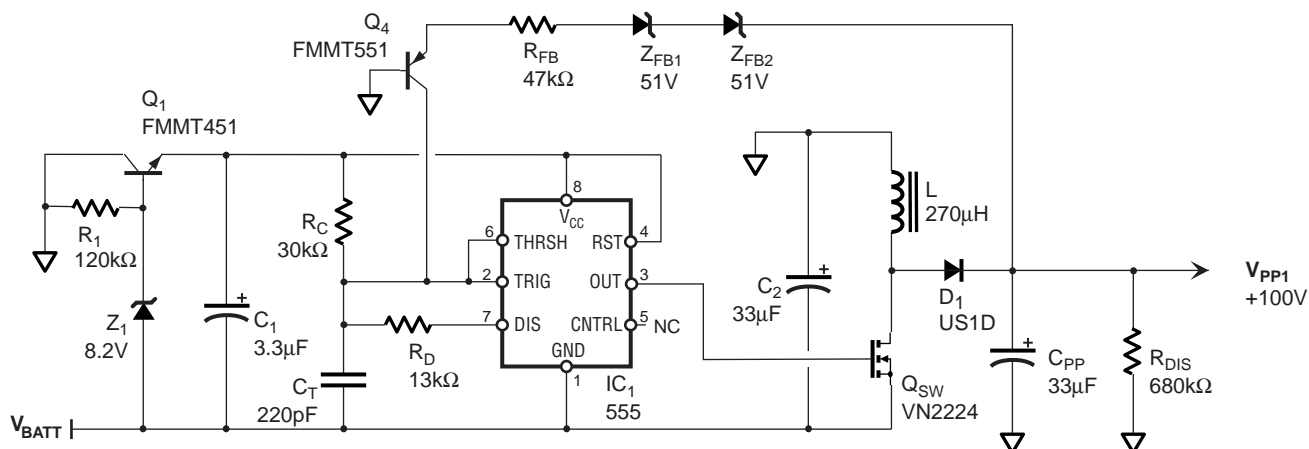 Q4
FMMT551
RFB
47kΩ
ZFB1
51V
ZFB2
51V
Q1
FMMT451
R1
120kΩ
Z1
8.2V
C1
3.3μF
RC
30kΩ
RD
13kΩ
CT
220pF
8
VCC
6
THRSH
RST
4
2
TRIG
OUT
3
7
DIS
CNTRL
5
NC
GND
1
IC1
555
C2
33μF
L
270μH
D1
US1D
QSW
VN2224
CPP
33μF
RDIS
680kΩ
VPP1
+100V
VBATT
+
+
+